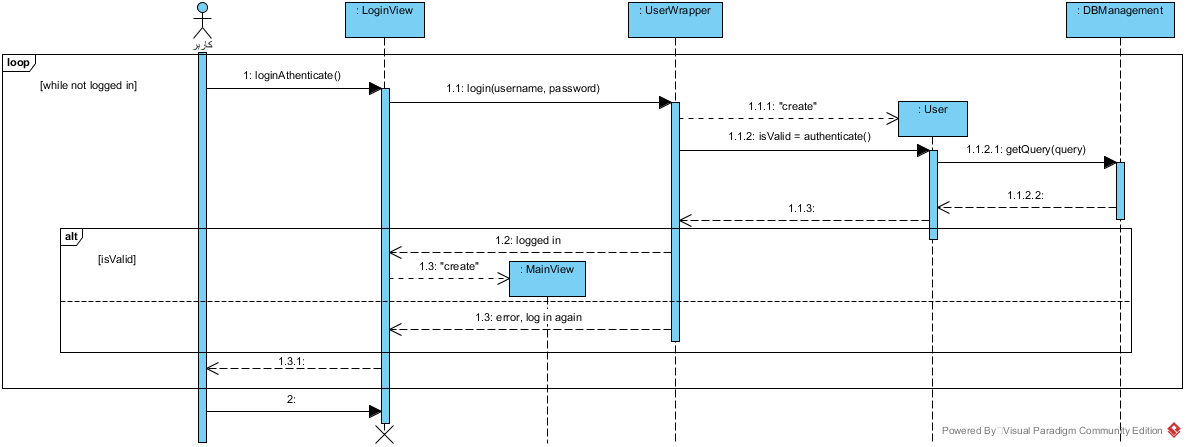 : LoginView
: UserWrapper
: DBManagement
کاربر
loop
[while not logged in]
1: loginAthenticate()
1.1: login(username, password)
1.1.1: "create"
: User
1.1.2: isValid = authenticate()
1.1.2.1: getQuery(query)
1.1.2.2:
1.1.3:
alt
[isValid]
1.2: logged in
1.3: "create"
: MainView
1.3: error, log in again
1.3.1:
2:
Powered By Visual Paradigm Community Edition